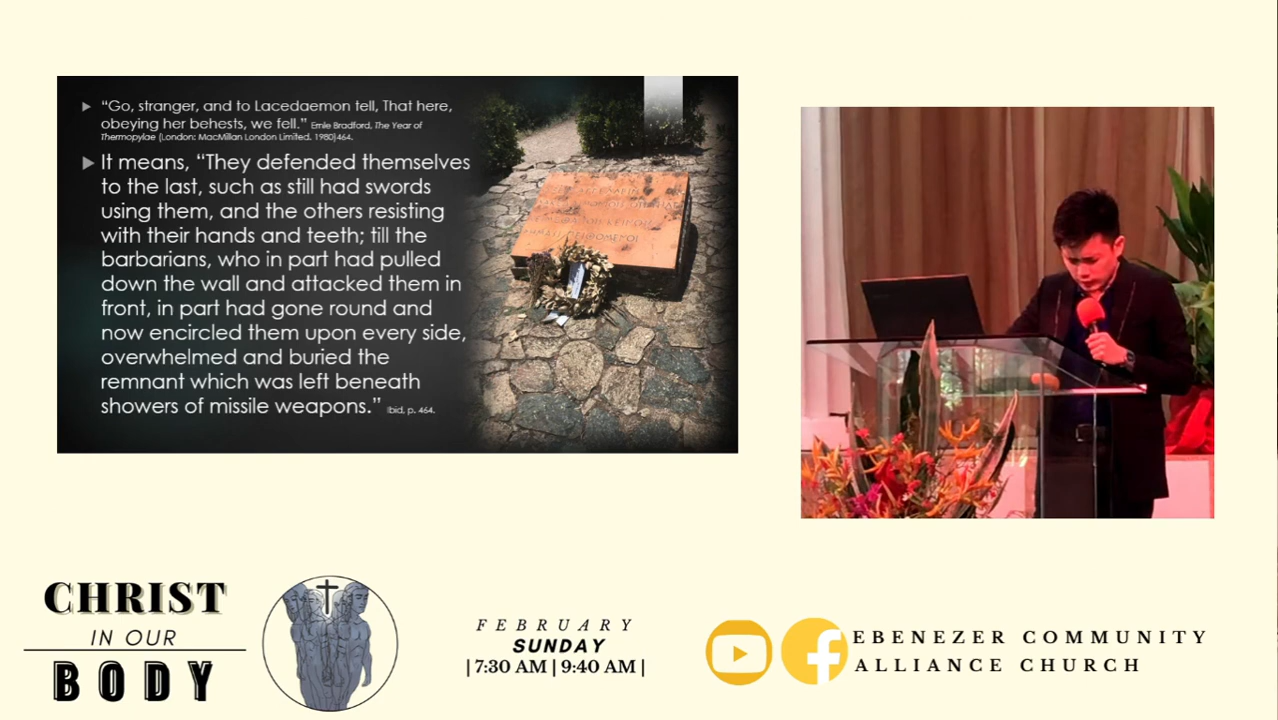 “Go, stranger, and to Lacedaemon tell, That here,
obeying her behests, we fell.” Ernle Bradford, The Year of
Thermopylae (London: MacMillan London Limited, 1980)464.
It means, “They defended themselves
to the last, such as still had swords
using them, and the others resisting
with their hands and teeth; till the
barbarians, who in part had pulled
down the wall and attacked them in
front, in part had gone round and
now encircled them upon every side,
overwhelmed and buried the
remnant which was left beneath
showers of missile weapons.” Ibid, p. 464.
CHRIST
IN OUR
BODY
FEBRUARY
SUNDAY
| 7:30 AM | 9:40 AM |
EBENEZER COMMUNITY
ALLIANCE CHURCH